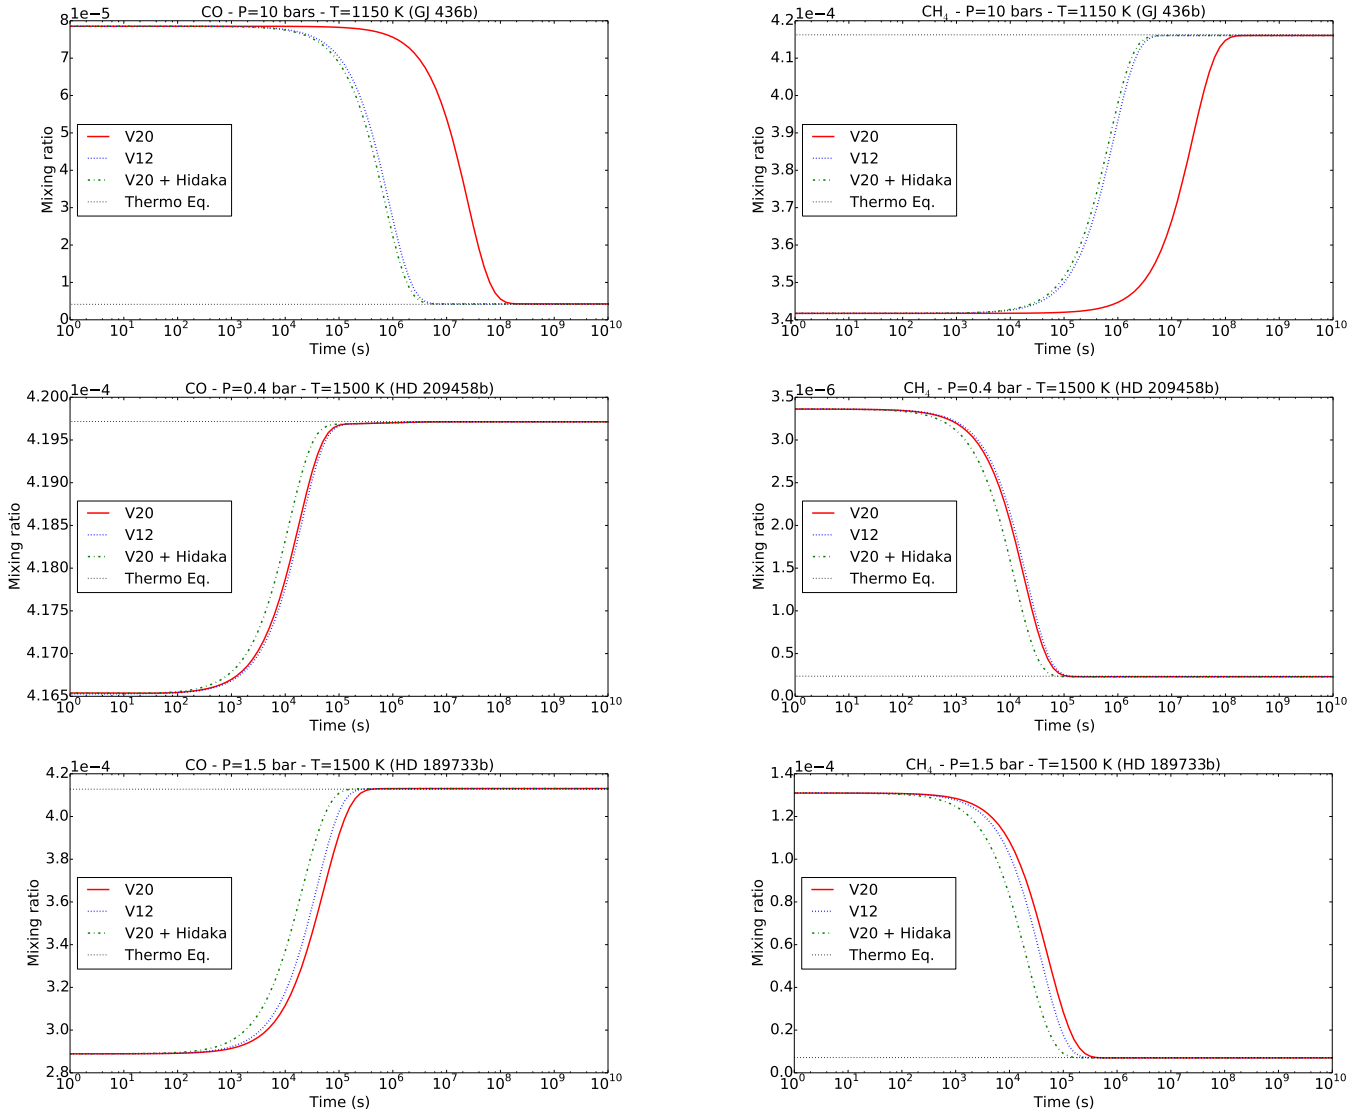 CO - P=10 bars - T=1150 K (GJ 436b)
8 1e−5
7
6
5
4
3
2
1
0
Mixing ratio
V20
V12
V20 + Hidaka
Thermo Eq.
10^0 10^1 10^2 10^3 10^4 10^5 10^6 10^7 10^8 10^9 10^10
Time (s)
CH₄ - P=10 bars - T=1150 K (GJ 436b)
4.2 1e−4
4.1
4.0
3.9
3.8
3.7
3.6
3.5
3.4
Mixing ratio
V20
V12
V20 + Hidaka
Thermo Eq.
10^0 10^1 10^2 10^3 10^4 10^5 10^6 10^7 10^8 10^9 10^10
Time (s)
CO - P=0.4 bar - T=1500 K (HD 209458b)
4.200 1e−4
4.195
4.190
4.185
4.180
4.175
4.170
4.165
Mixing ratio
V20
V12
V20 + Hidaka
Thermo Eq.
10^0 10^1 10^2 10^3 10^4 10^5 10^6 10^7 10^8 10^9 10^10
Time (s)
CH₄ - P=0.4 bar - T=1500 K (HD 209458b)
3.5 1e−6
3.0
2.5
2.0
1.5
1.0
0.5
0.0
Mixing ratio
V20
V12
V20 + Hidaka
Thermo Eq.
10^0 10^1 10^2 10^3 10^4 10^5 10^6 10^7 10^8 10^9 10^10
Time (s)
CO - P=1.5 bar - T=1500 K (HD 189733b)
4.2 1e−4
4.0
3.8
3.6
3.4
3.2
3.0
2.8
Mixing ratio
V20
V12
V20 + Hidaka
Thermo Eq.
10^0 10^1 10^2 10^3 10^4 10^5 10^6 10^7 10^8 10^9 10^10
Time (s)
CH₄ - P=1.5 bar - T=1500 K (HD 189733b)
1.4 1e−4
1.2
1.0
0.8
0.6
0.4
0.2
0.0
Mixing ratio
V20
V12
V20 + Hidaka
Thermo Eq.
10^0 10^1 10^2 10^3 10^4 10^5 10^6 10^7 10^8 10^9 10^10
Time (s)